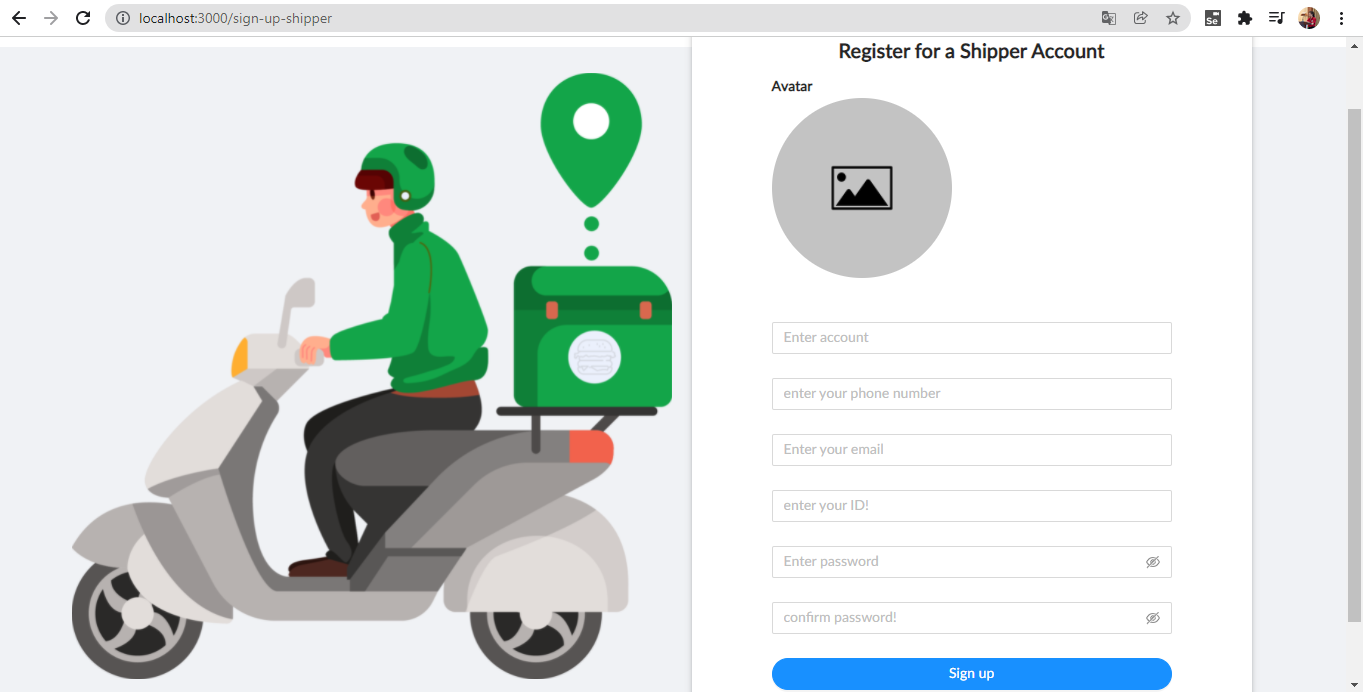 localhost:3000/sign-up-shipper
Se
Register for a Shipper Account
Avatar
Enter account
enter your phone number
Enter your email
enter your ID!
Enter password
confirm password!
Sign up